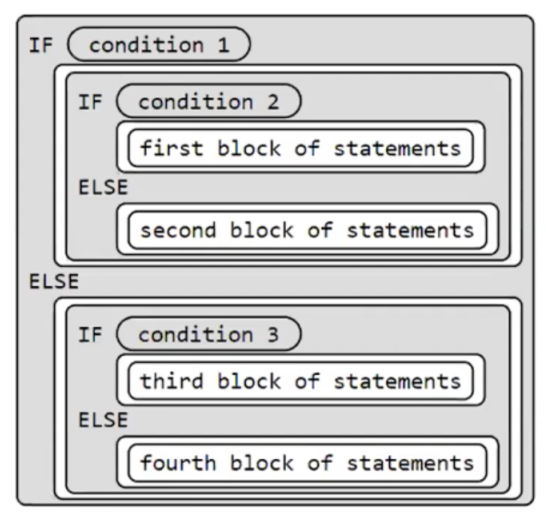 IF condition 1
IF condition 2
first block of statements
ELSE
second block of statements
ELSE
IF condition 3
third block of statements
ELSE
fourth block of statements